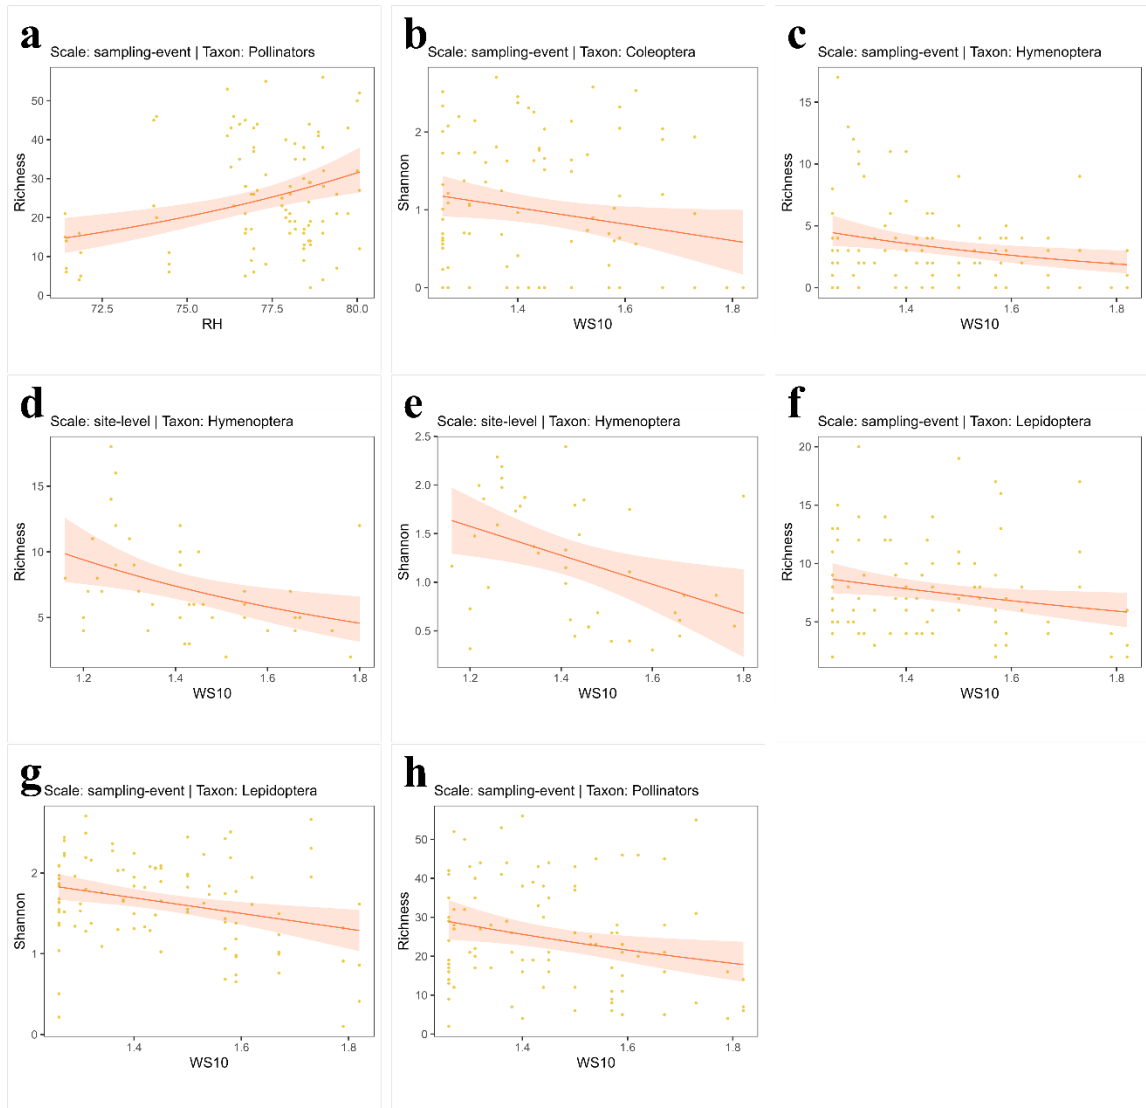 a
Scale: sampling-event | Taxon: Pollinators
Richness
50
40
30
20
10
0
72.5 75.0 77.5 80.0
RH
b
Scale: sampling-event | Taxon: Coleoptera
Shannon
2
1
0
1.4 1.6 1.8
WS10
c
Scale: sampling-event | Taxon: Hymenoptera
Richness
15
10
5
0
1.4 1.6 1.8
WS10
d
Scale: site-level | Taxon: Hymenoptera
Richness
15
10
5
1.2 1.4 1.6 1.8
WS10
e
Scale: site-level | Taxon: Hymenoptera
Shannon
2.5
2.0
1.5
1.0
0.5
1.2 1.4 1.6 1.8
WS10
f
Scale: sampling-event | Taxon: Lepidoptera
Richness
20
15
10
5
1.4 1.6 1.8
WS10
g
Scale: sampling-event | Taxon: Lepidoptera
Shannon
2
1
0
1.4 1.6 1.8
WS10
h
Scale: sampling-event | Taxon: Pollinators
Richness
50
40
30
20
10
0
1.4 1.6 1.8
WS10